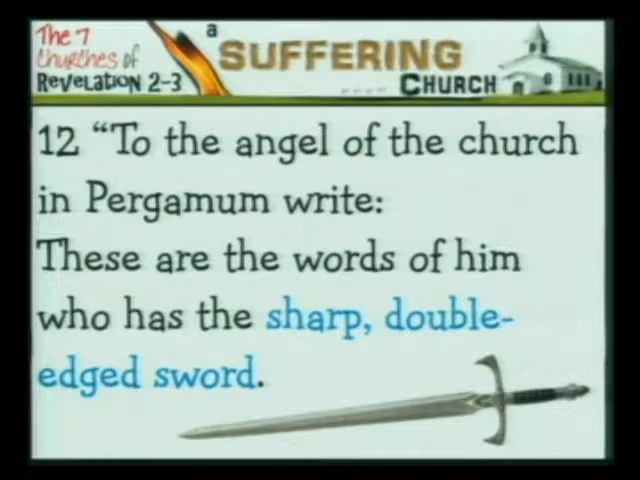 The 7
Churches of
Revelation 2-3
a
SUFFERING
CHURCH
12 “To the angel of the church
in Pergamum write:
These are the words of him
who has the sharp, double-
edged sword.